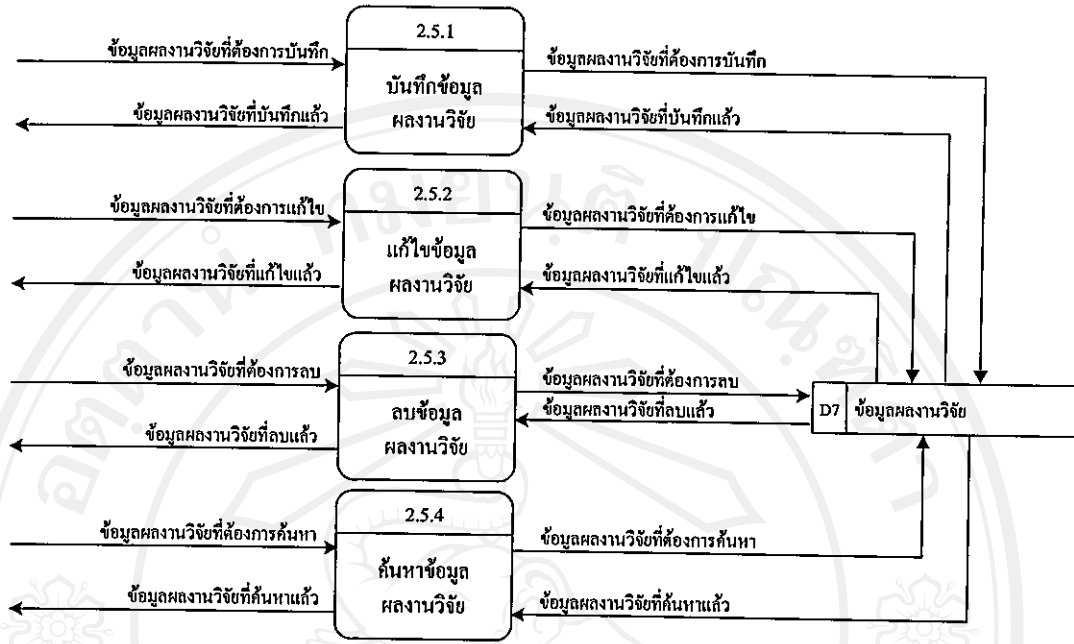 2.5.1
ข้อมูลผลงานวิจัยที่ต้องการบันทึก
ข้อมูลผลงานวิจัยที่ต้องการบันทึก
บันทึกข้อมูล
ผลงานวิจัย
ข้อมูลผลงานวิจัยที่บันทึกแล้ว
ข้อมูลผลงานวิจัยที่บันทึกแล้ว
2.5.2
ข้อมูลผลงานวิจัยที่ต้องการแก้ไข
ข้อมูลผลงานวิจัยที่ต้องการแก้ไข
แก้ไขข้อมูล
ผลงานวิจัย
ข้อมูลผลงานวิจัยที่แก้ไขแล้ว
ข้อมูลผลงานวิจัยที่แก้ไขแล้ว
2.5.3
ข้อมูลผลงานวิจัยที่ต้องการลบ
ข้อมูลผลงานวิจัยที่ต้องการลบ
ลบข้อมูล
ผลงานวิจัย
ข้อมูลผลงานวิจัยที่ลบแล้ว
ข้อมูลผลงานวิจัยที่ลบแล้ว
D7 ข้อมูลผลงานวิจัย
2.5.4
ข้อมูลผลงานวิจัยที่ต้องการค้นหา
ข้อมูลผลงานวิจัยที่ต้องการค้นหา
ค้นหาข้อมูล
ผลงานวิจัย
ข้อมูลผลงานวิจัยที่ค้นหาแล้ว
ข้อมูลผลงานวิจัยที่ค้นหาแล้ว